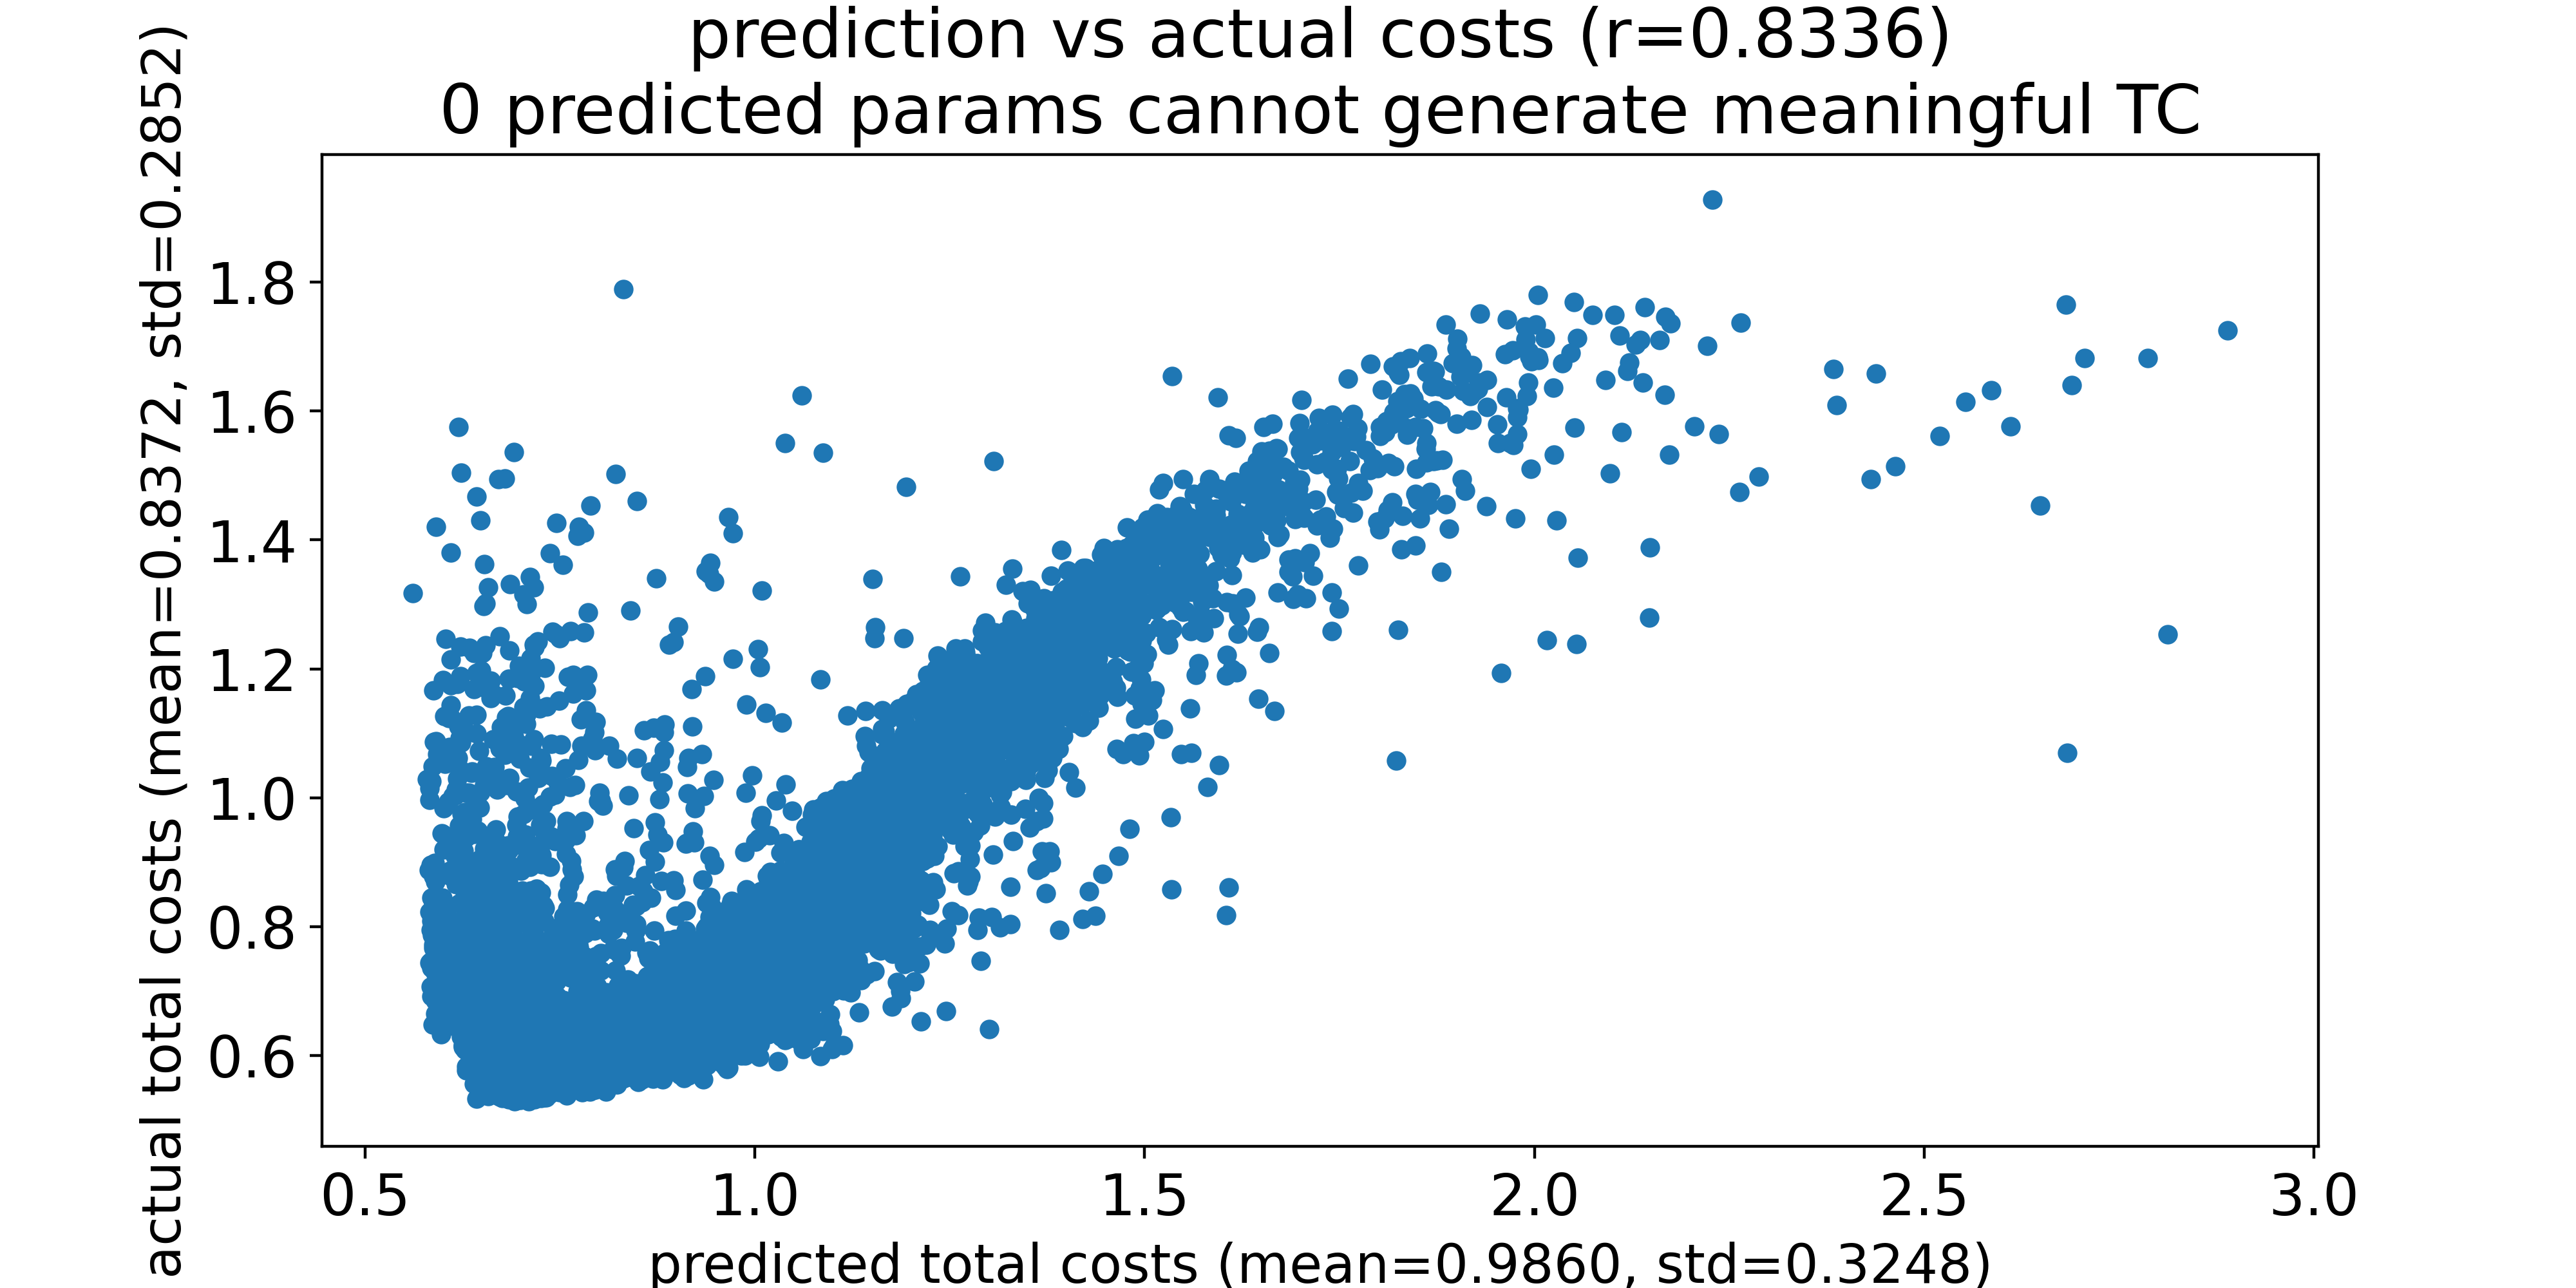 prediction vs actual costs (r=0.8336)
0 predicted params cannot generate meaningful TC
actual total costs (mean=0.8372, std=0.2852)
1.8
1.6
1.4
1.2
1.0
0.8
0.6
0.5 1.0 1.5 2.0 2.5 3.0
predicted total costs (mean=0.9860, std=0.3248)